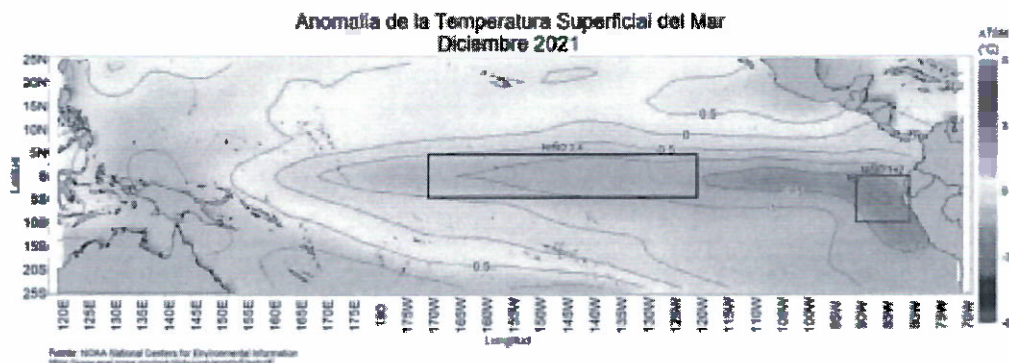 Anomalía de la Temperatura Superficial del Mar
Diciembre 2021
(°C)
25N
20N
15N
10N
5N
0
5S
10S
15S
20S
25S
Latitud
0.5
0
NIÑO 3.4
NIÑO 1+2
0.5
120E 125E 130E 135E 140E 145E 150E 155E 160E 165E 170E 175E 180 175W 170W 165W 160W 155W 150W 145W 140W 135W 130W 125W 120W 115W 110W 105W 100W 95W 90W 85W 80W 75W 70W
Longitud
Fuente: NOAA National Centers for Environmental Information